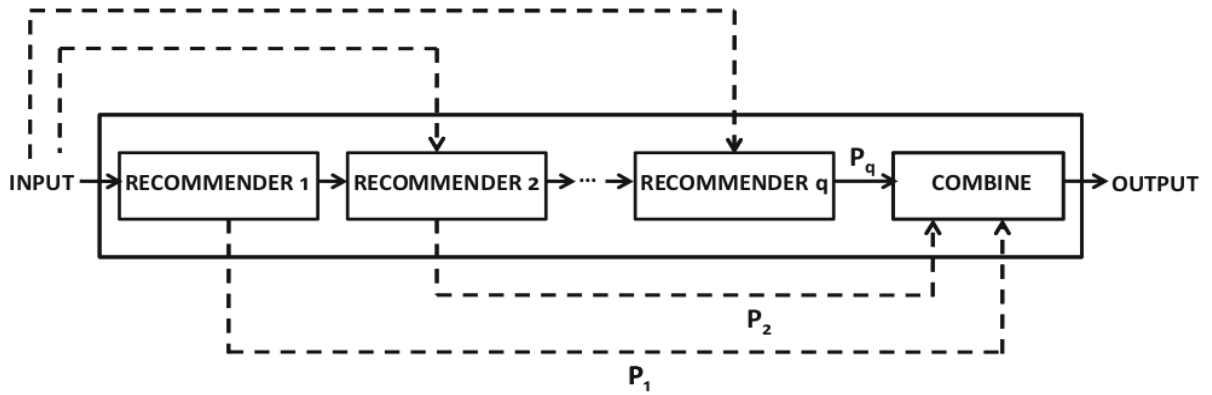 INPUT
RECOMMENDER 1
RECOMMENDER 2
...
RECOMMENDER q
Pq
COMBINE
OUTPUT
P2
P1